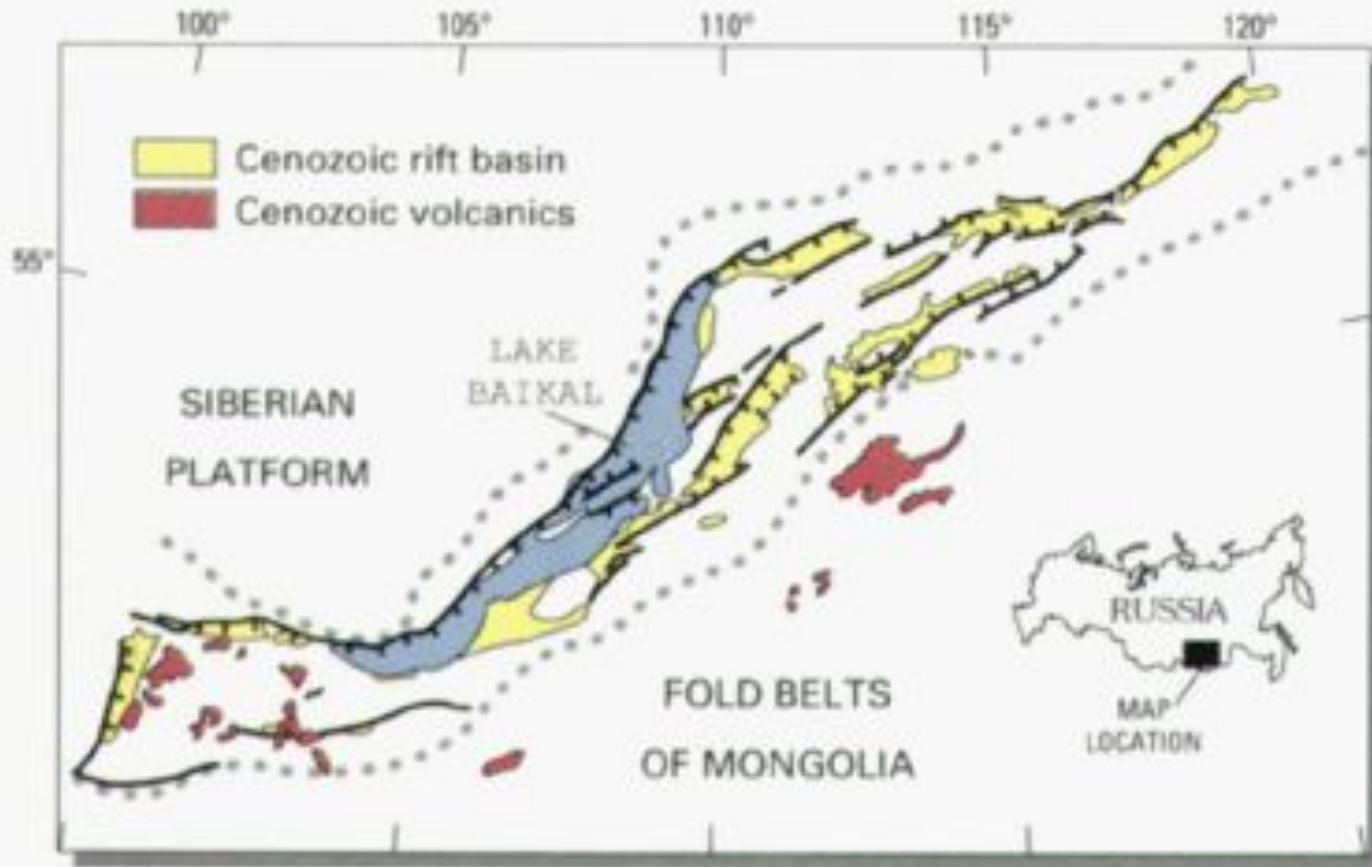 100° 105° 110° 115° 120°
Cenozoic rift basin
Cenozoic volcanics
55°
LAKE
BAIKAL
SIBERIAN
PLATFORM
RUSSIA
MAP
LOCATION
FOLD BELTS
OF MONGOLIA